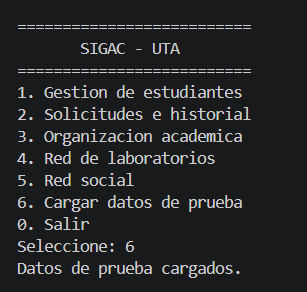 ==========================
SIGAC - UTA
==========================
1. Gestion de estudiantes
2. Solicitudes e historial
3. Organizacion academica
4. Red de laboratorios
5. Red social
6. Cargar datos de prueba
0. Salir
Seleccione: 6
Datos de prueba cargados.